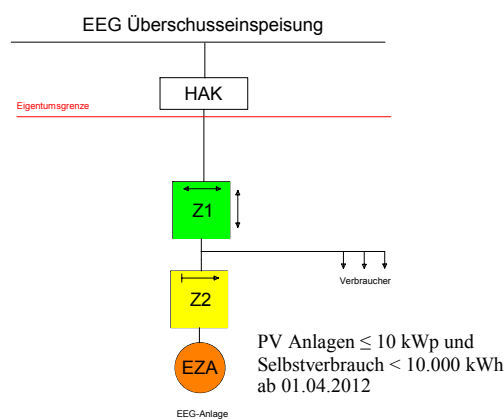 EEG Überschusseinspeisung
HAK
Eigentumsgrenze
Z1
Verbraucher
Z2
PV Anlagen ≤ 10 kWp und
Selbstverbrauch < 10.000 kWh
ab 01.04.2012
EZA
EEG-Anlage